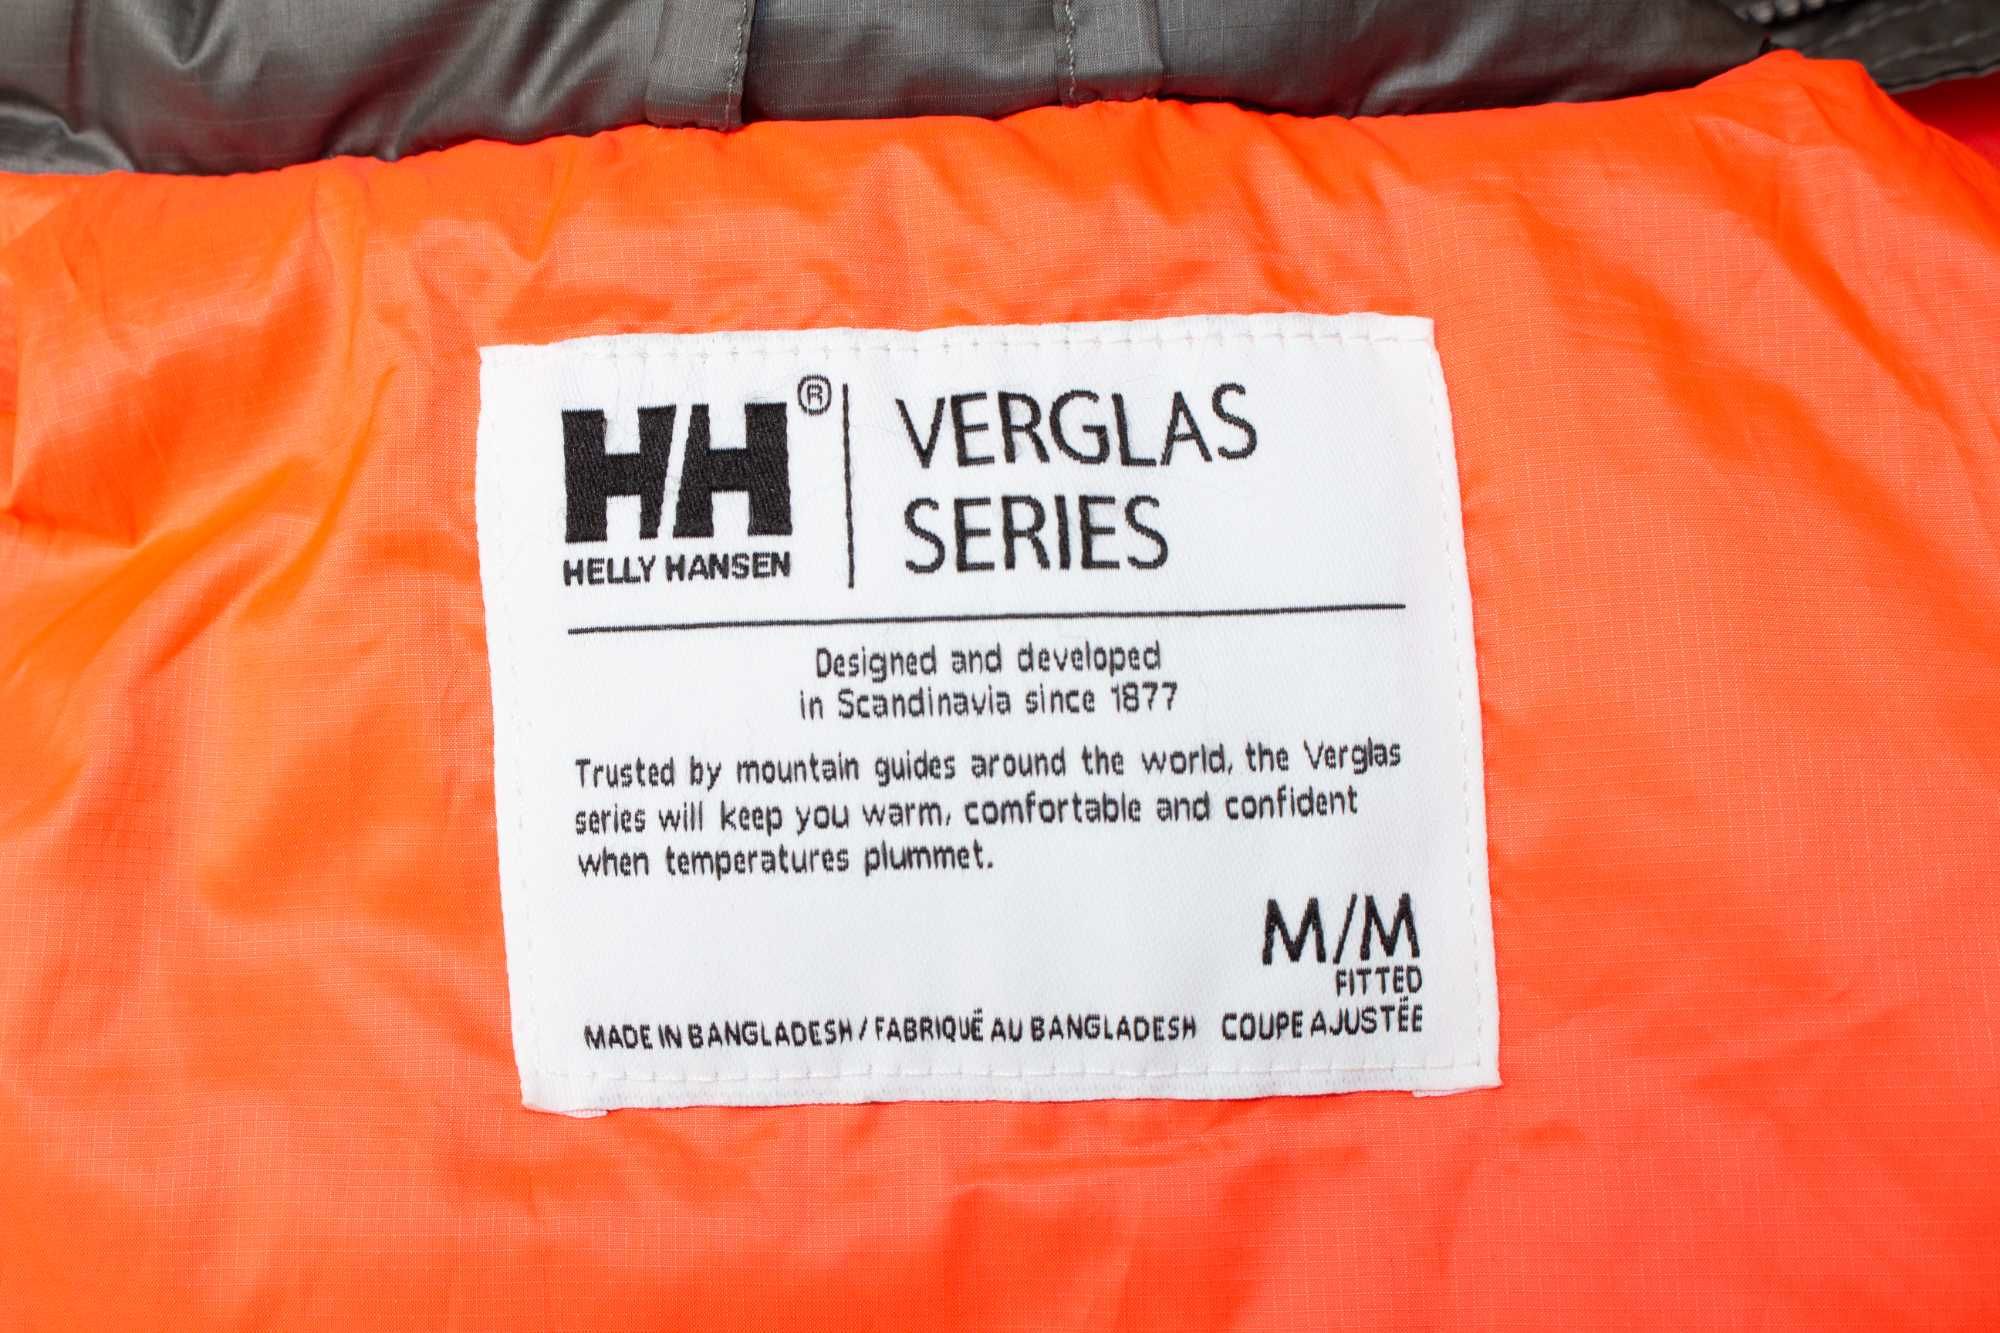 HH®
HELLY HANSEN
VERGLAS
SERIES
Designed and developed
in Scandinavia since 1877
Trusted by mountain guides around the world, the Verglas
series will keep you warm, comfortable and confident
when temperatures plummet.
M/M
FITTED
MADE IN BANGLADESH / FABRIQUÉ AU BANGLADESH COUPE AJUSTÉE